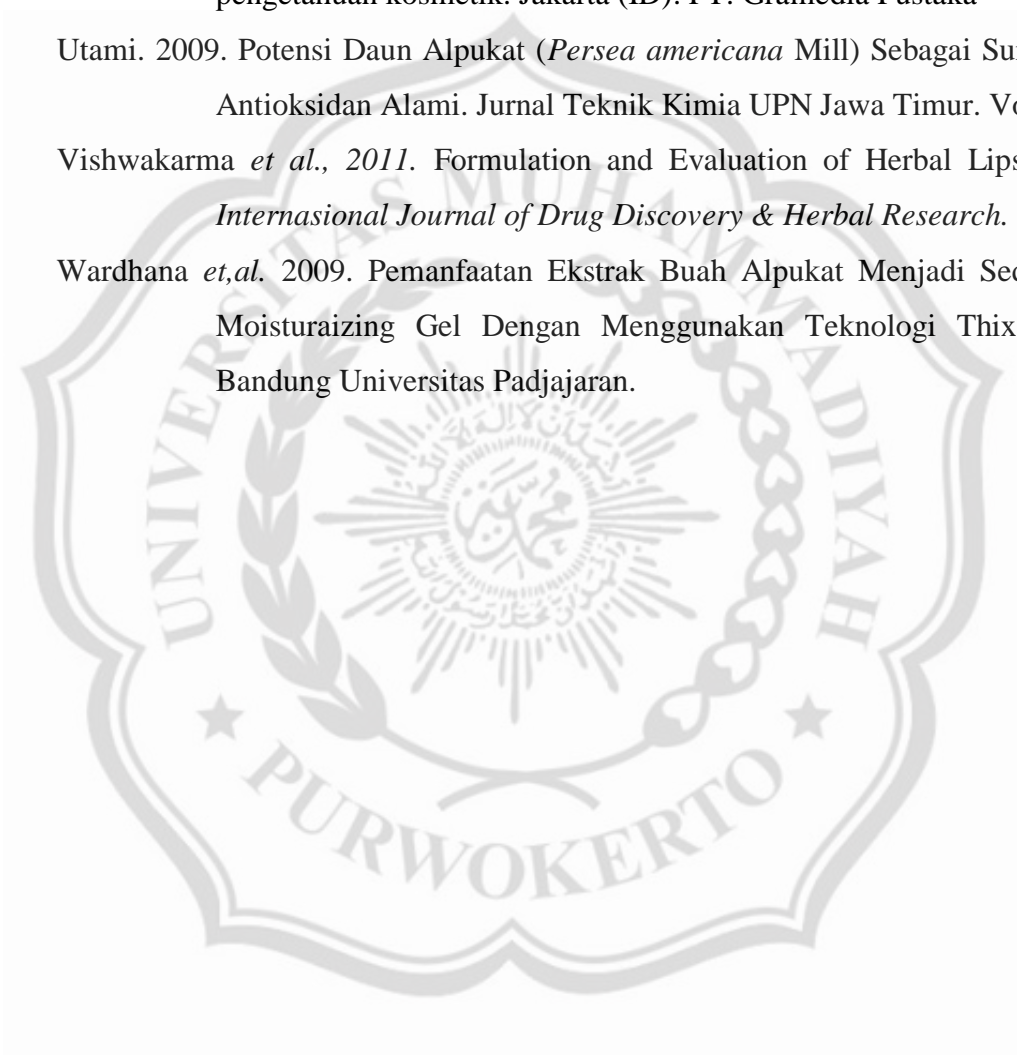 pengetahuan kosmetik. Jakarta (ID): PT. Gramedia Pustaka
Utami. 2009. Potensi Daun Alpukat (Persea americana Mill) Sebagai
Antioksidan Alami. Jurnal Teknik Kimia UPN Jawa Timur.
Vishwakarma et al., 2011. Formulation and Evaluation of Herbal
Internasional Journal of Drug Discovery & Herbal Research.
Wardhana et,al. 2009. Pemanfaatan Ekstrak Buah Alpukat Menjadi
Moisturaizing Gel Dengan Menggunakan Teknologi
Bandung Universitas Padjajaran.
UNIVERSITAS MUHAMMADIYAH
PURWOKERTO